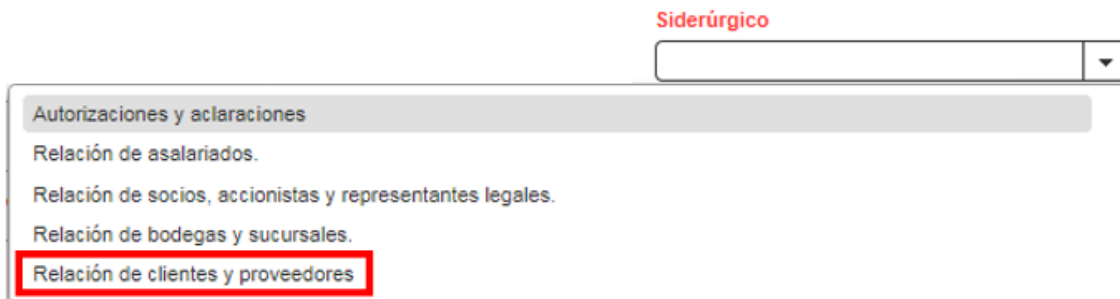 Siderúrgico
Autorizaciones y aclaraciones
Relación de asalariados.
Relación de socios, accionistas y representantes legales.
Relación de bodegas y sucursales.
Relación de clientes y proveedores